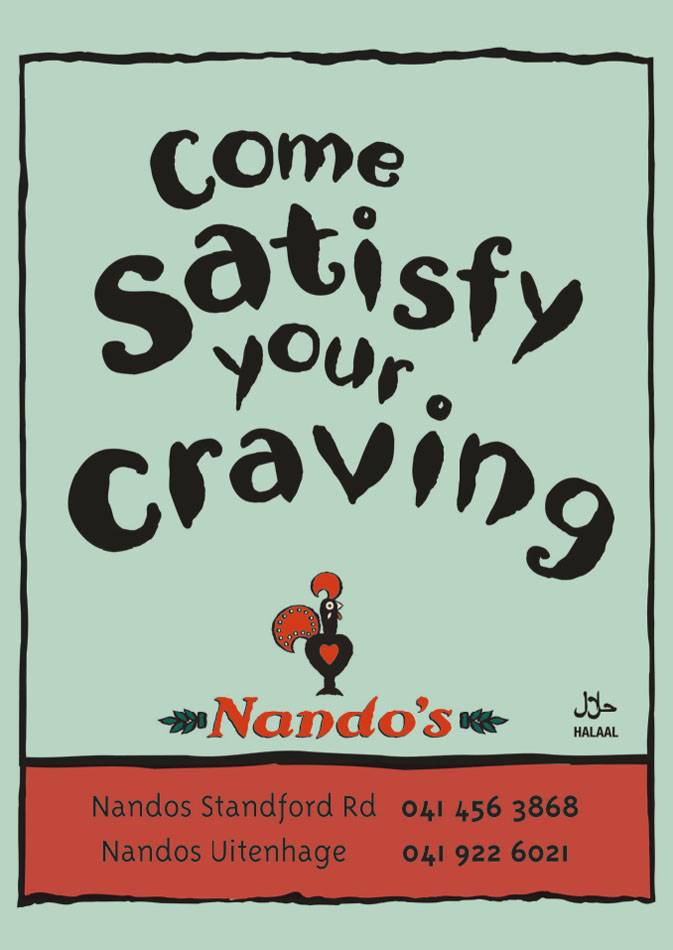 Come
Satisfy
your
Craving
Nando's
حلال
HALAAL
Nandos Standford Rd 041 456 3868
Nandos Uitenhage 041 922 6021